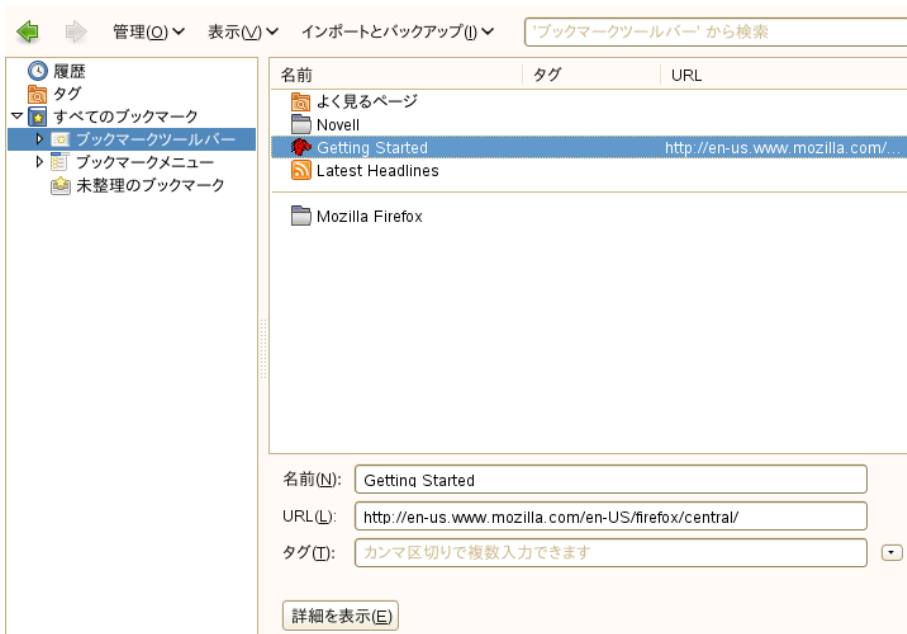 管理(O) 表示(V) インポートとバックアップ(I) 'ブックマークツールバー' から検索
履歴
タグ
すべてのブックマーク
ブックマークツールバー
ブックマークメニュー
未整理のブックマーク
名前 タグ URL
よく見るページ
Novell
Getting Started http://en-us.www.mozilla.com/...
Latest Headlines
Mozilla Firefox
名前(N): Getting Started
URL(L): http://en-us.www.mozilla.com/en-US/firefox/central/
タグ(T): カンマ区切りで複数入力できます
詳細を表示(E)